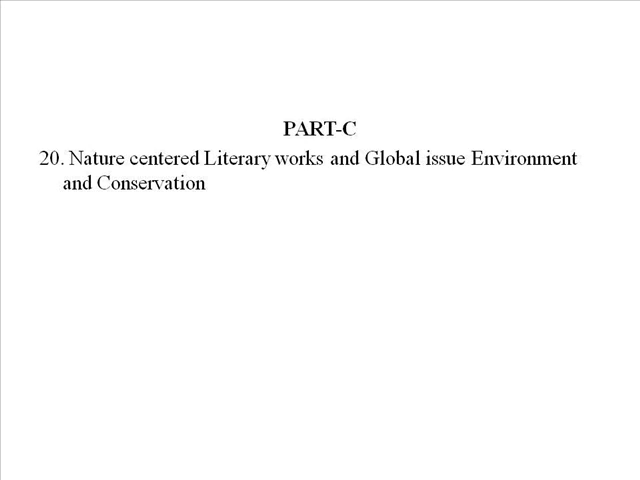 PART-C
20. Nature centered Literary works and Global issue Environment
and Conservation